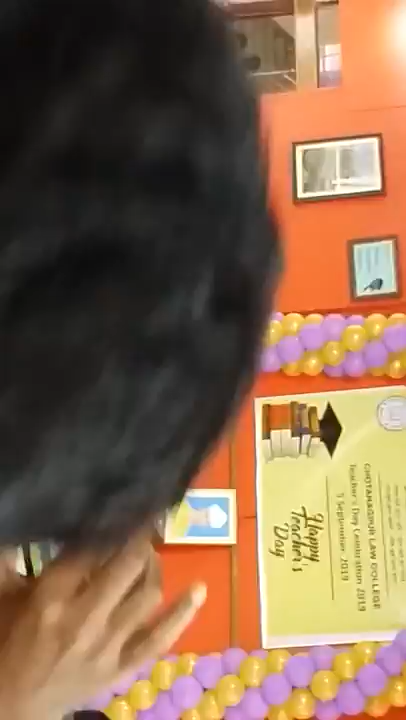 CHOTANAGPUR LAW COLLEGE
Teacher's Day Celebration 2019
5 September, 2019
Happy
Teacher's
Day